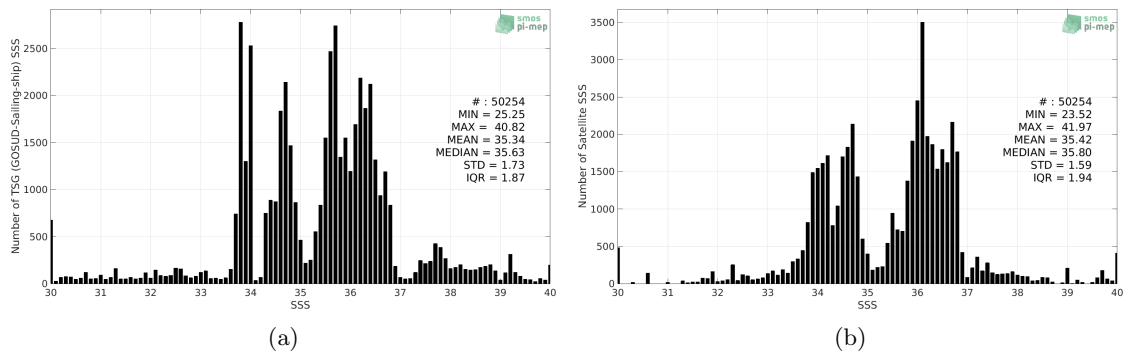 smos
pi-mep
2500
2000
1500
1000
500
0
30 31 32 33 34 35 36 37 38 39 40
SSS
Number of TSG (GOSUD-Sailing-ship) SSS
# : 50254
MIN = 25.25
MAX = 40.82
MEAN = 35.34
MEDIAN = 35.63
STD = 1.73
IQR = 1.87
(a)
smos
pi-mep
3500
3000
2500
2000
1500
1000
500
0
30 31 32 33 34 35 36 37 38 39 40
SSS
Number of Satellite SSS
# : 50254
MIN = 23.52
MAX = 41.97
MEAN = 35.42
MEDIAN = 35.80
STD = 1.59
IQR = 1.94
(b)